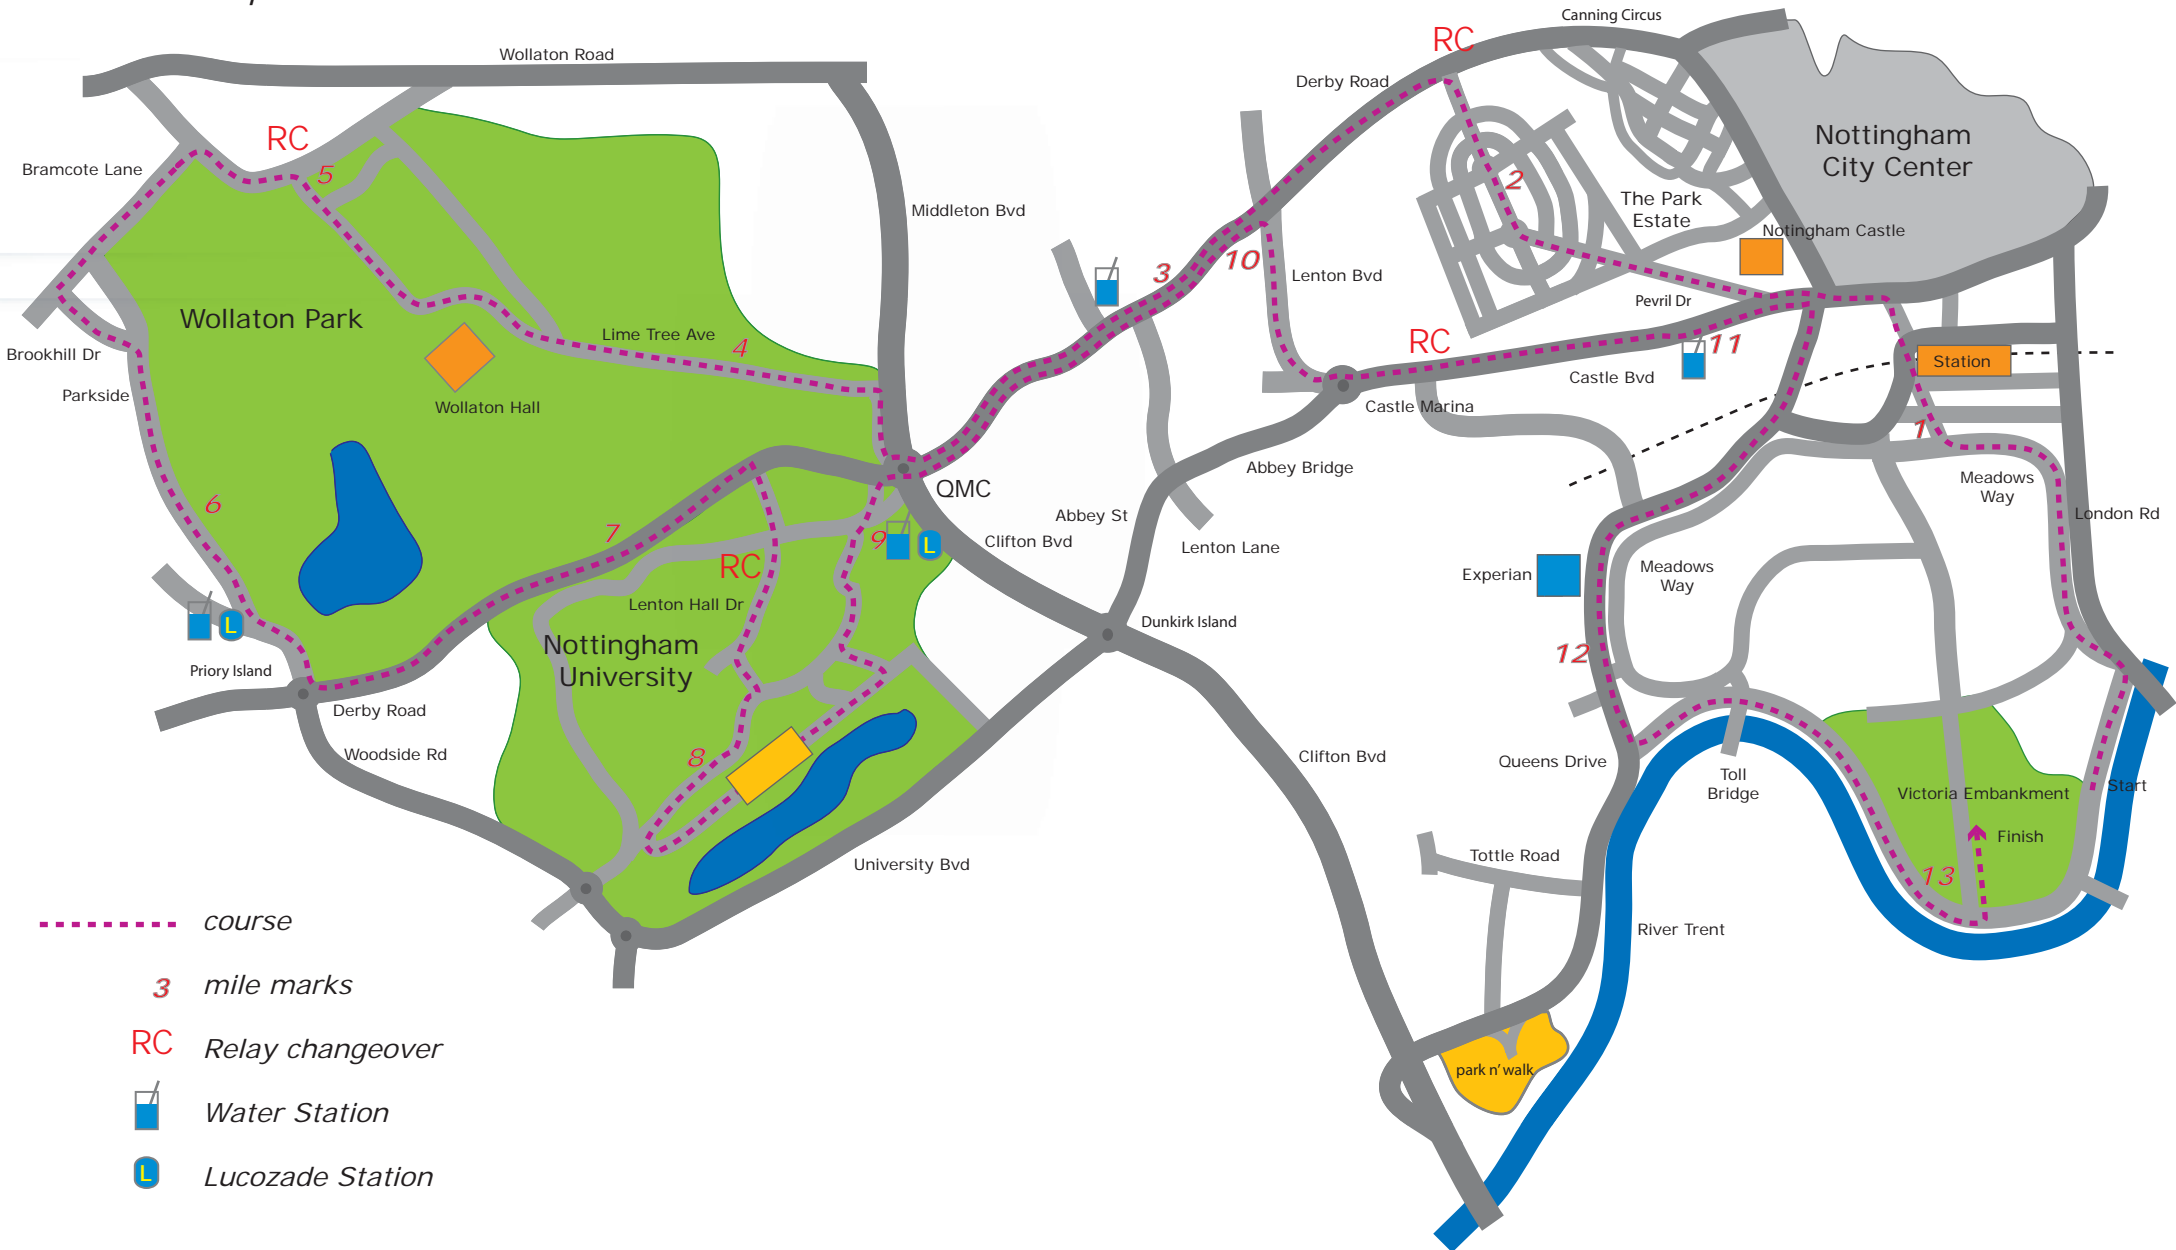 Canning Circus
RC
Wollaton Road
Derby Road
Nottingham
City Center
RC
Bramcote Lane
5
2
The Park
Estate
Middleton Bvd
Notingham Castle
3
10
Lenton Bvd
Pevril Dr
Wollaton Park
Lime Tree Ave
4
RC
11
Brookhill Dr
Station
Parkside
Castle Bvd
Wollaton Hall
Castle Marina
1
Abbey Bridge
Meadows
Way
QMC
6
7
Abbey St
London Rd
9
L
Clifton Bvd
Lenton Lane
RC
Experian
Meadows
Way
Lenton Hall Dr
L
Dunkirk Island
Nottingham
University
12
Priory Island
Derby Road
Woodside Rd
8
Clifton Bvd
Queens Drive
Toll
Bridge
Start
Victoria Embankment
Finish
Tottle Road
University Bvd
13
course
River Trent
3
mile marks
RC
Relay changeover
park n' walk
Water Station
L
Lucozade Station